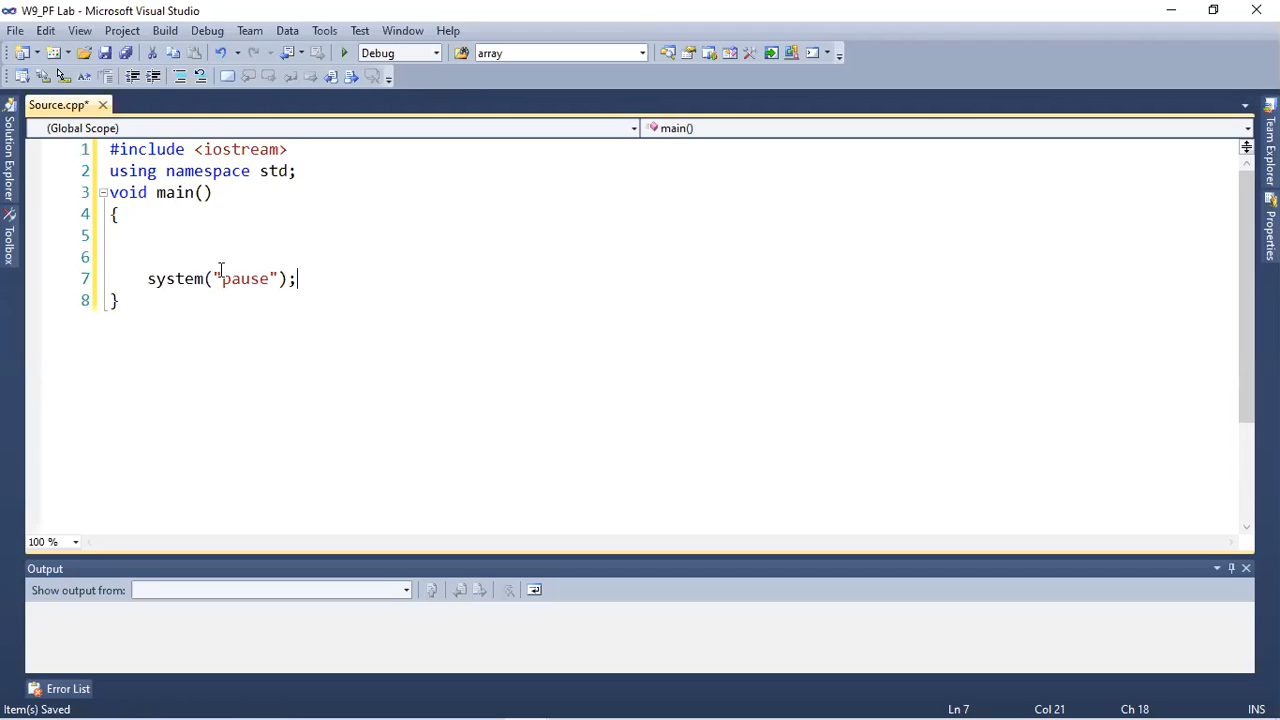 W9_PF Lab - Microsoft Visual Studio
File Edit View Project Build Debug Team Data Tools Test Window Help
Debug array
Source.cpp*
(Global Scope) main()
1 #include <iostream>
2 using namespace std;
3 void main()
4 {
5
6
7 system("pause");
8 }
Solution Explorer
Toolbox
Team Explorer
Properties
100 %
Output
Show output from:
Error List
Item(s) Saved Ln 7 Col 21 Ch 18 INS